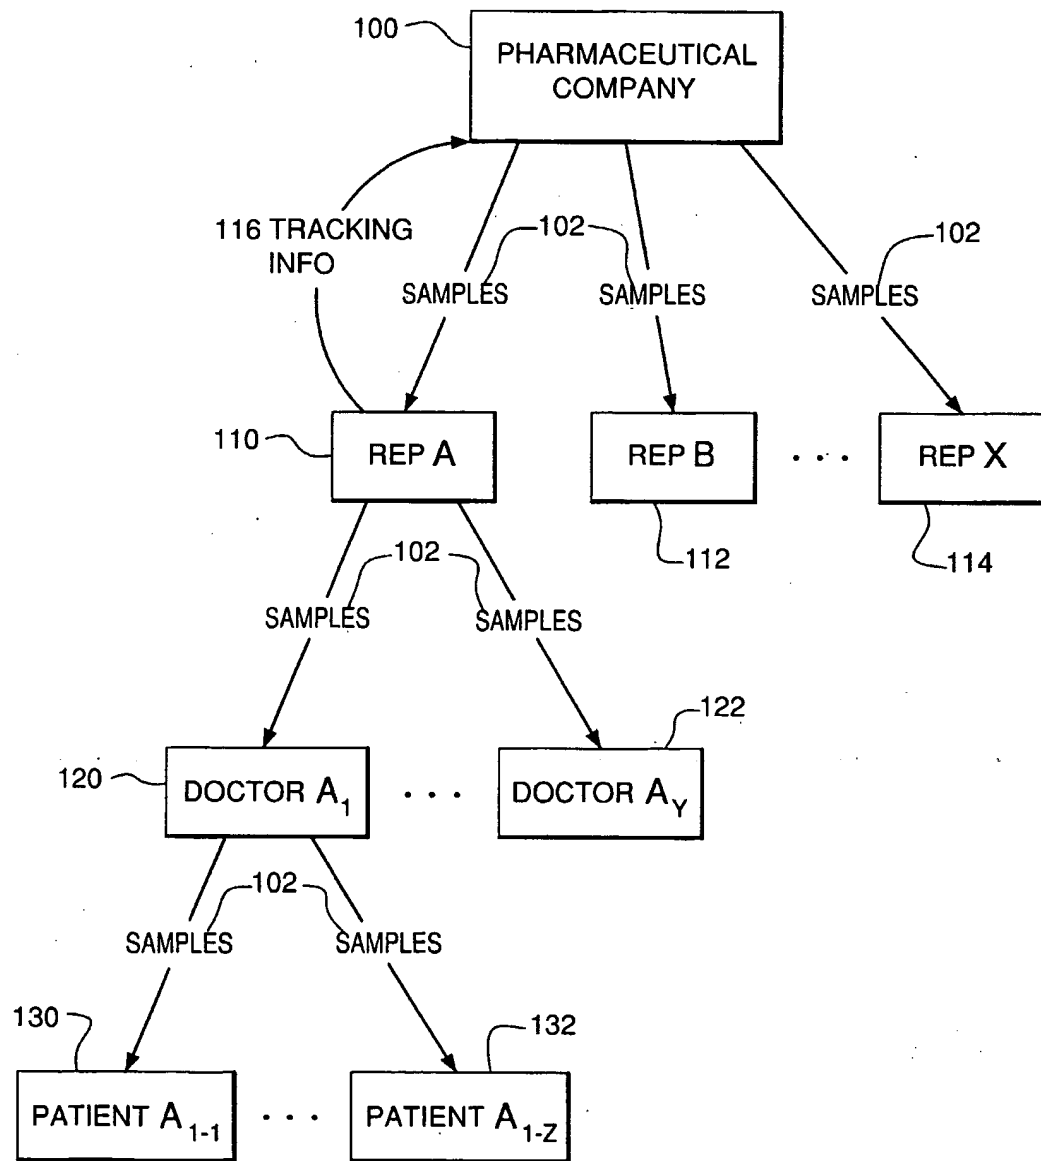 100
PHARMACEUTICAL
COMPANY
116 TRACKING
INFO
102
102
SAMPLES
SAMPLES
SAMPLES
110
REP A
REP B
. . .
REP X
112
114
102
SAMPLES
SAMPLES
122
120
DOCTOR A1
. . .
DOCTOR AY
102
SAMPLES
SAMPLES
130
132
PATIENT A1-1
. . .
PATIENT A1-Z